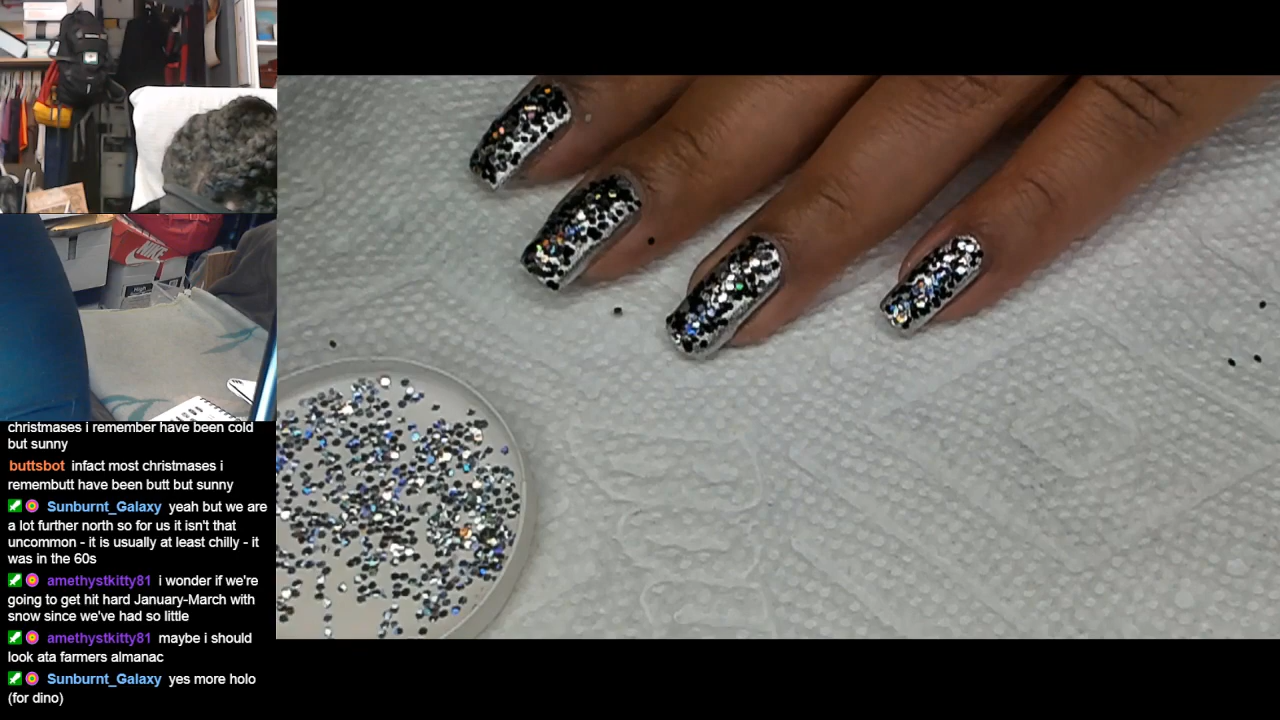 NIKE
High
christmases i remember have been cold
but sunny
buttsbot infact most christmases i
remembutt have been butt but sunny
Sunburnt_Galaxy yeah but we are
a lot further north so for us it isn't that
uncommon - it is usually at least chilly - it
was in the 60s
amethystkitty81 i wonder if we're
going to get hit hard January-March with
snow since we've had so little
amethystkitty81 maybe i should
look ata farmers almanac
Sunburnt_Galaxy yes more holo
(for dino)